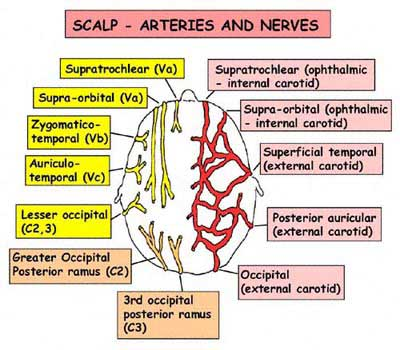 SCALP - ARTERIES AND NERVES
Supratrochlear (Va)
Supra-orbital (Va)
Zygomatico-
temporal (Vb)
Auriculo-
temporal (Vc)
Lesser occipital
(C2,3)
Greater Occipital
Posterior ramus (C2)
3rd occipital
posterior ramus
(C3)
Supratrochlear (ophthalmic
- internal carotid)
Supra-orbital (ophthalmic
- internal carotid)
Superficial temporal
(external carotid)
Posterior auricular
(external carotid)
Occipital
(external carotid)